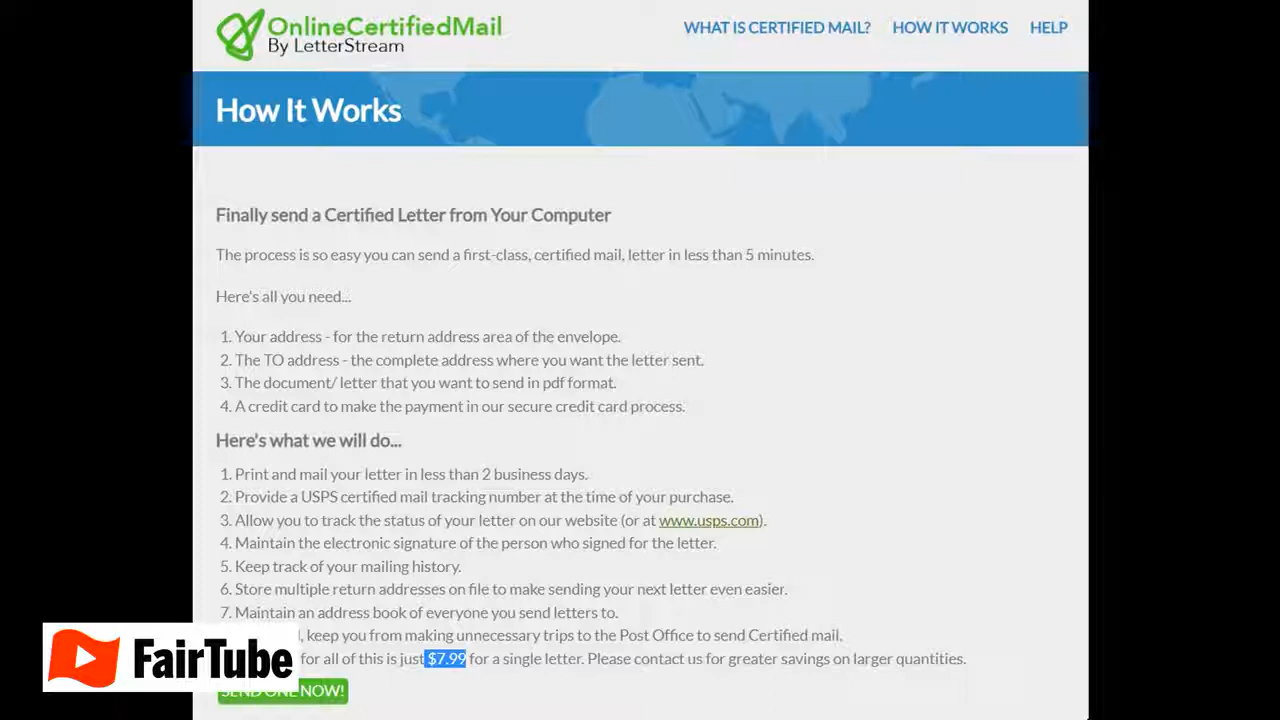 OnlineCertifiedMail
By LetterStream
WHAT IS CERTIFIED MAIL? HOW IT WORKS HELP
How It Works
Finally send a Certified Letter from Your Computer
The process is so easy you can send a first-class, certified mail, letter in less than 5 minutes.
Here's all you need...
1. Your address - for the return address area of the envelope.
2. The TO address - the complete address where you want the letter sent.
3. The document/ letter that you want to send in pdf format.
4. A credit card to make the payment in our secure credit card process.
Here's what we will do...
1. Print and mail your letter in less than 2 business days.
2. Provide a USPS certified mail tracking number at the time of your purchase.
3. Allow you to track the status of your letter on our website (or at www.usps.com).
4. Maintain the electronic signature of the person who signed for the letter.
5. Keep track of your mailing history.
6. Store multiple return addresses on file to make sending your next letter even easier.
7. Maintain an address book of everyone you send letters to.
keep you from making unnecessary trips to the Post Office to send Certified mail.
for all of this is just $7.99 for a single letter. Please contact us for greater savings on larger quantities.
FairTube
SEND ONE NOW!